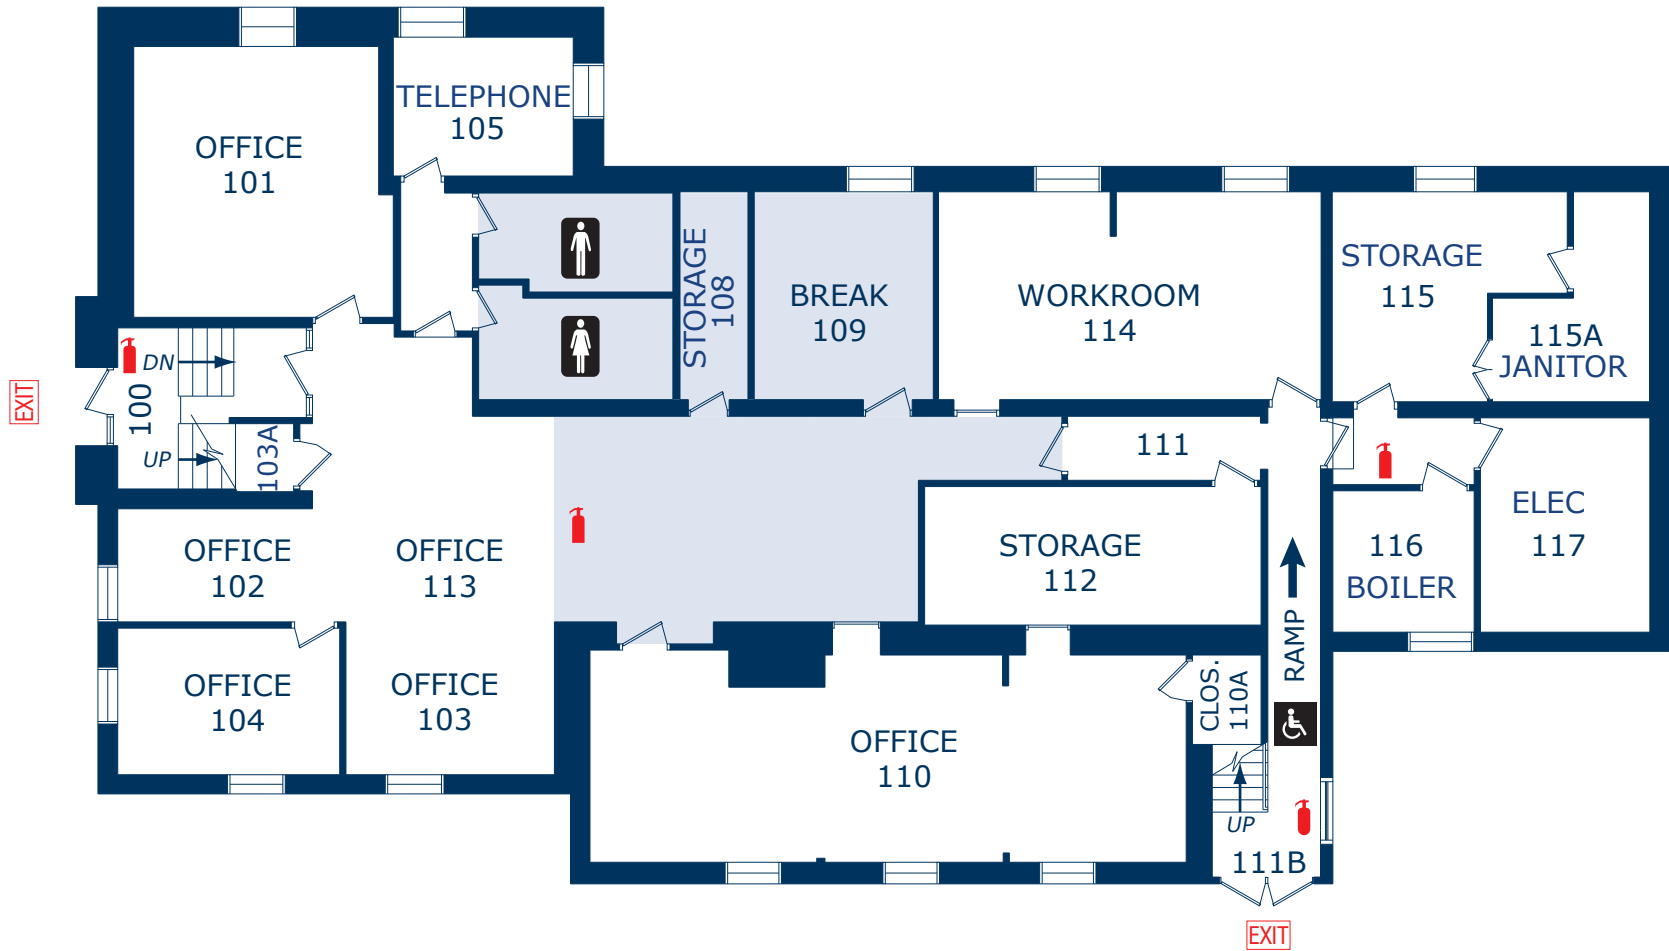 TELEPHONE
105
OFFICE
101
STORAGE
108
BREAK
109
WORKROOM
114
STORAGE
115
115A
JANITOR
EXIT
100
DN
UP
103A
111
ELEC
117
116
BOILER
OFFICE
102
OFFICE
113
STORAGE
112
RAMP
OFFICE
104
OFFICE
103
OFFICE
110
CLOS.
110A
UP
111B
EXIT